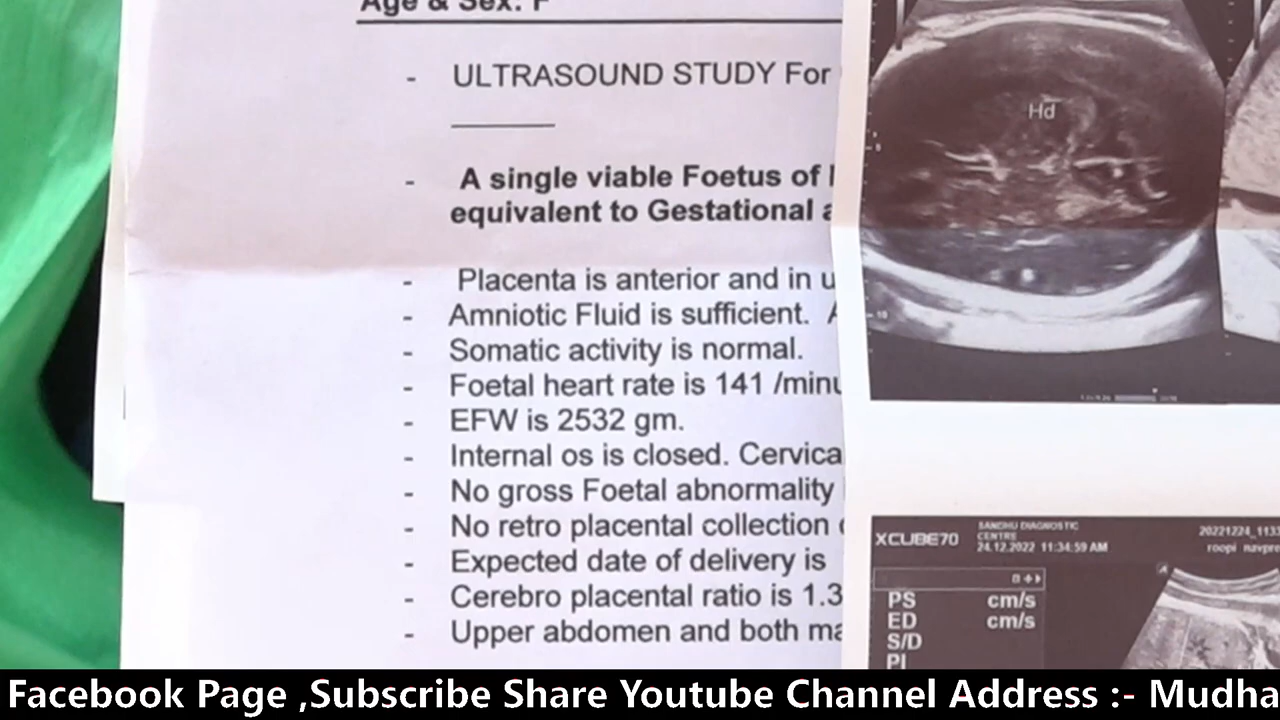 Age & Sex: F
- ULTRASOUND STUDY For
- A single viable Foetus of
equivalent to Gestational
- Placenta is anterior and in
- Amniotic Fluid is sufficient.
- Somatic activity is normal.
- Foetal heart rate is 141 /minu
- EFW is 2532 gm.
- Internal os is closed. Cervica
- No gross Foetal abnormality
- No retro placental collection
- Expected date of delivery is
- Cerebro placental ratio is 1.3
- Upper abdomen and both ma
Hd
XCUBE70
SANDHU DIAGNOSTIC
CENTRE
24.12.2022 11:34:59 AM
20221224_113
roopi navpre
PS cm/s
ED cm/s
S/D
PI
Facebook Page ,Subscribe Share Youtube Channel Address :- Mudha